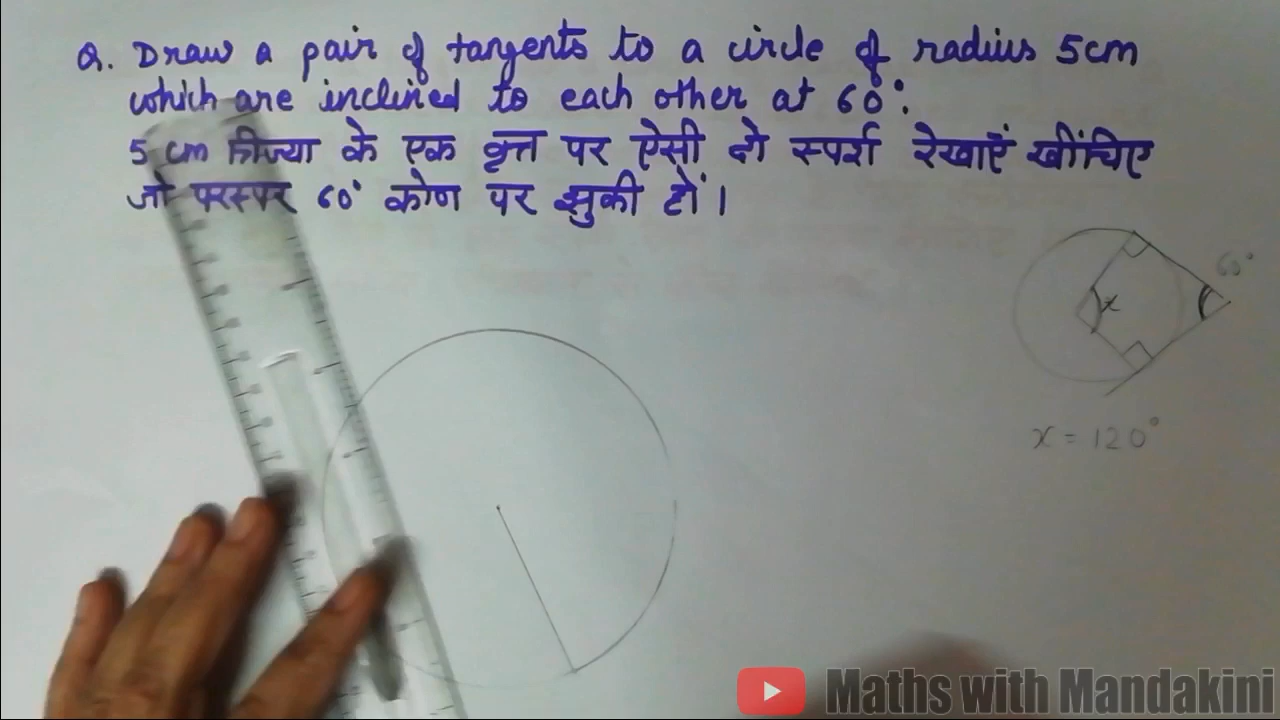 Q. Draw a pair of tangents to a circle of radius 5cm
which are inclined to each other at 60°.
5 cm त्रिज्या के एक वृत्त पर ऐसी दो स्पर्श रेखाएं खींचिए
जो परस्पर 60° कोण पर झुकी हों।
60°
x
x = 120°
Maths with Mandakini